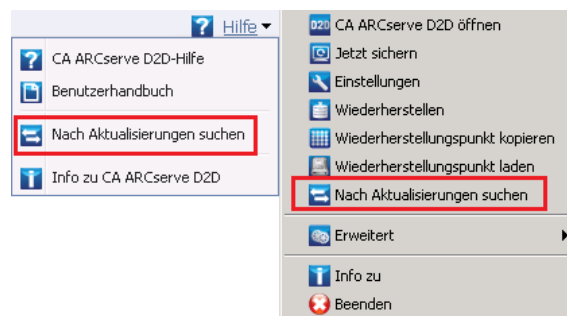 Hilfe
CA ARCserve D2D-Hilfe
Benutzerhandbuch
Nach Aktualisierungen suchen
Info zu CA ARCserve D2D
D2D CA ARCserve D2D öffnen
Jetzt sichern
Einstellungen
Wiederherstellen
Wiederherstellungspunkt kopieren
Wiederherstellungspunkt laden
Nach Aktualisierungen suchen
Erweitert
Info zu
Beenden